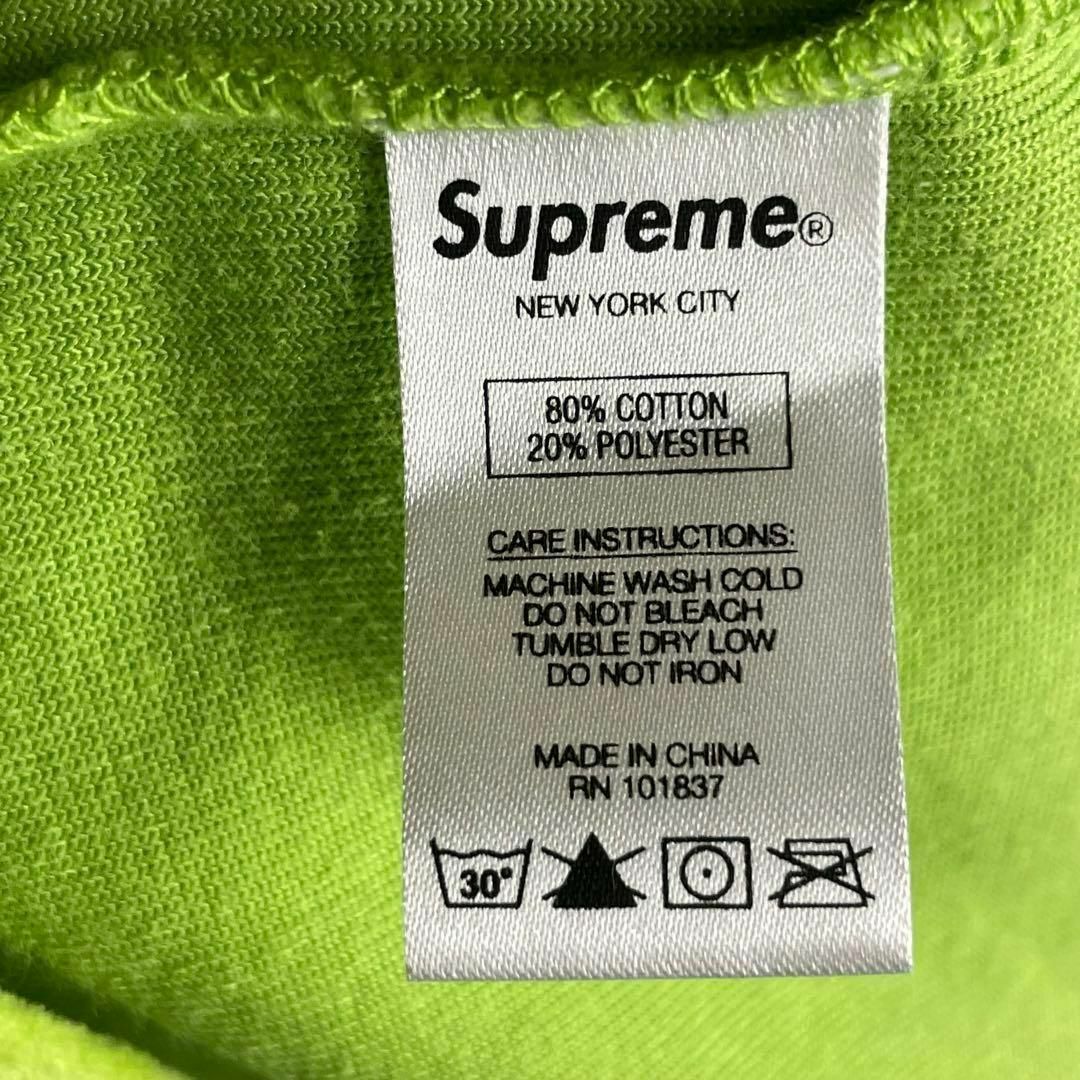 Supreme®
NEW YORK CITY
80% COTTON
20% POLYESTER
CARE INSTRUCTIONS:
MACHINE WASH COLD
DO NOT BLEACH
TUMBLE DRY LOW
DO NOT IRON
MADE IN CHINA
RN 101837
30°